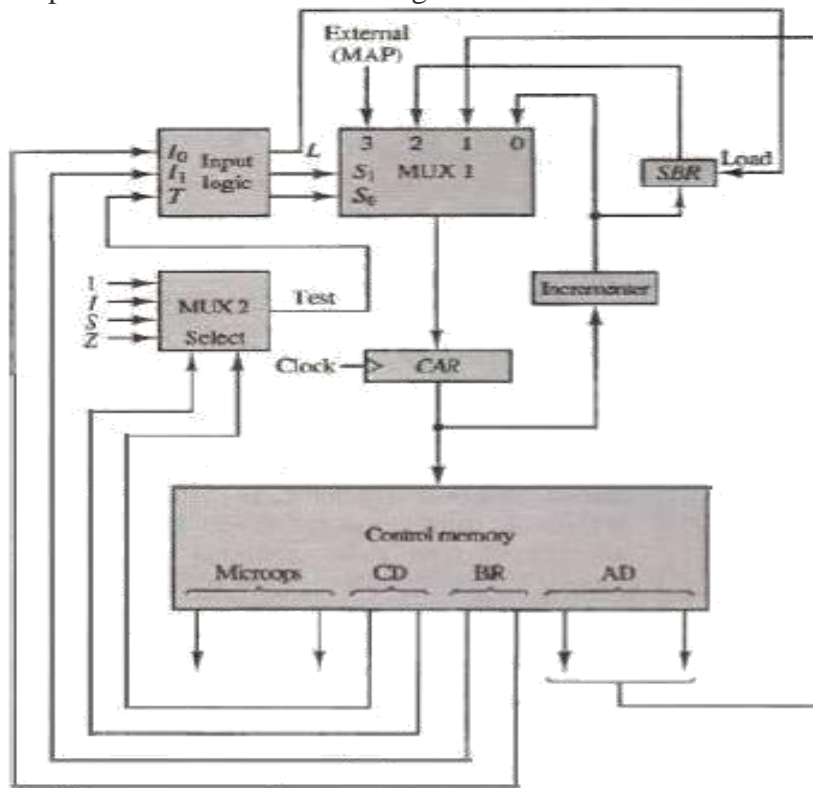 External
(MAP)
I₀ Input
I₁ logic
T
L
3 2 1 0
S₁ MUX 1
S₀
SBR
Load
Incrementer
1
I
S
Z
MUX 2
Select
Test
Clock
CAR
Control memory
Microops CD BR AD